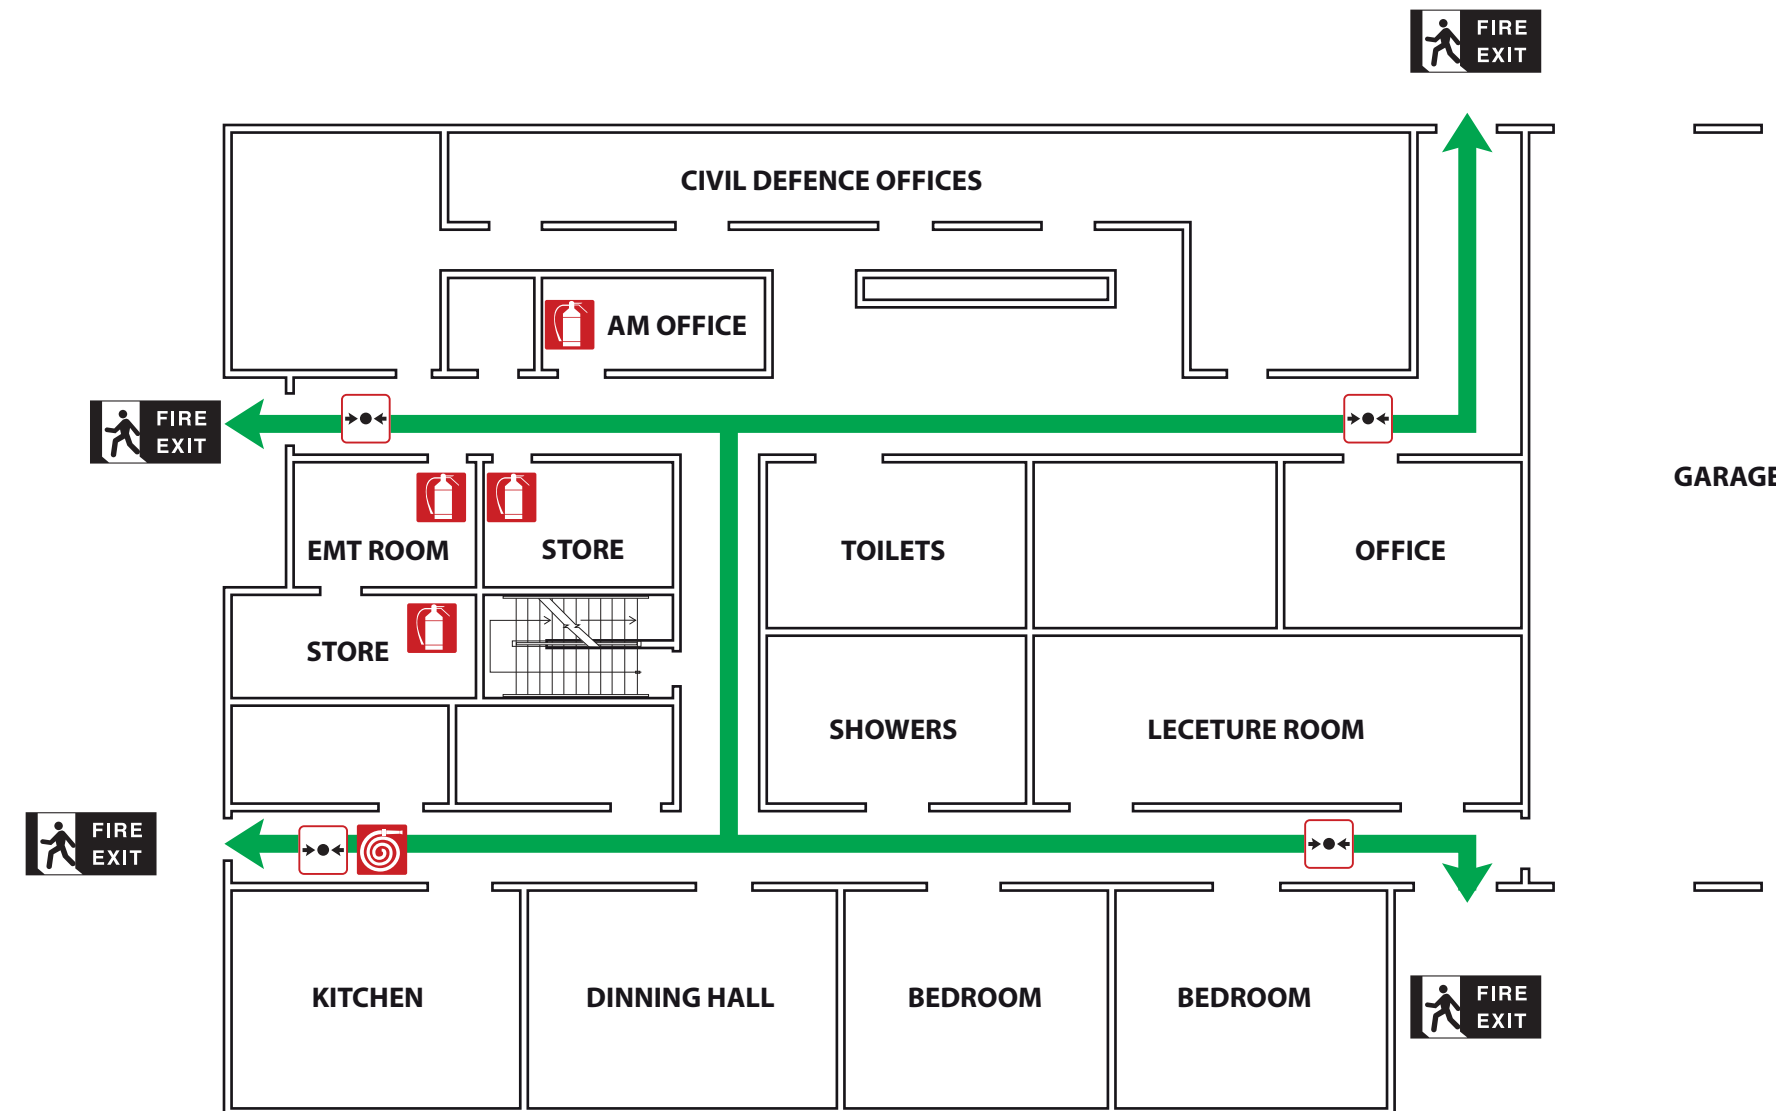 FIRE
EXIT
CIVIL DEFENCE OFFICES
AM OFFICE
FIRE
EXIT
GARAGE
EMT ROOM
STORE
TOILETS
OFFICE
STORE
SHOWERS
LECETURE ROOM
FIRE
EXIT
KITCHEN
DINNING HALL
BEDROOM
BEDROOM
FIRE
EXIT